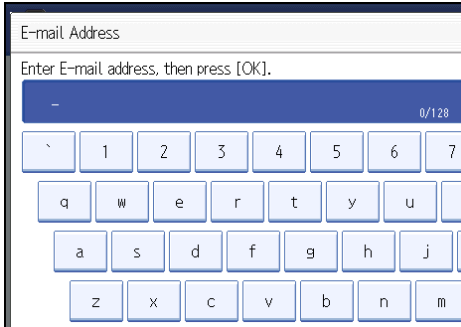 E-mail Address
Enter E-mail address, then press [OK].
_
0/128
` 1 2 3 4 5 6 7
q w e r t y u
a s d f g h j
z x c v b n m